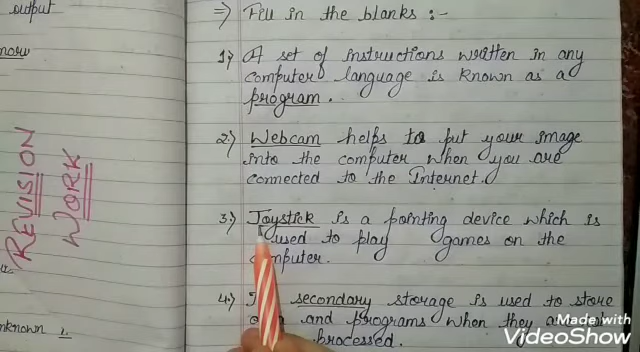 output
=> Fill in the blanks :-
1) A set of instructions written in any
computer language is known as a
program.
2) Webcam helps to put your image
into the computer when you are
connected to the Internet.
3) Joystick is a pointing device which is
used to play games on the
computer.
4) secondary storage is used to store
and programs when they are
processed.
REVISION
WORK
Made with
VideoShow